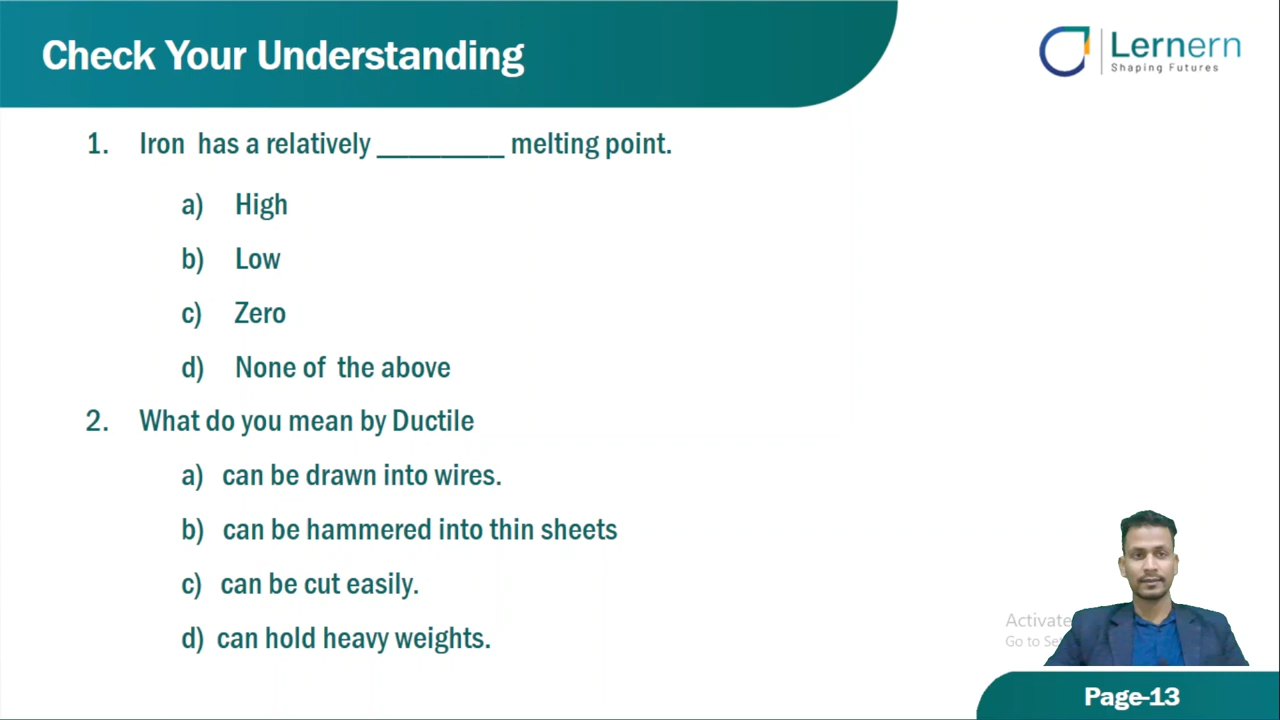 Check Your Understanding
Lernern
Shaping Futures
1. Iron has a relatively _________ melting point.
a) High
b) Low
c) Zero
d) None of the above
2. What do you mean by Ductile
a) can be drawn into wires.
b) can be hammered into thin sheets
c) can be cut easily.
d) can hold heavy weights.
Activate
Go to Se
Page-13